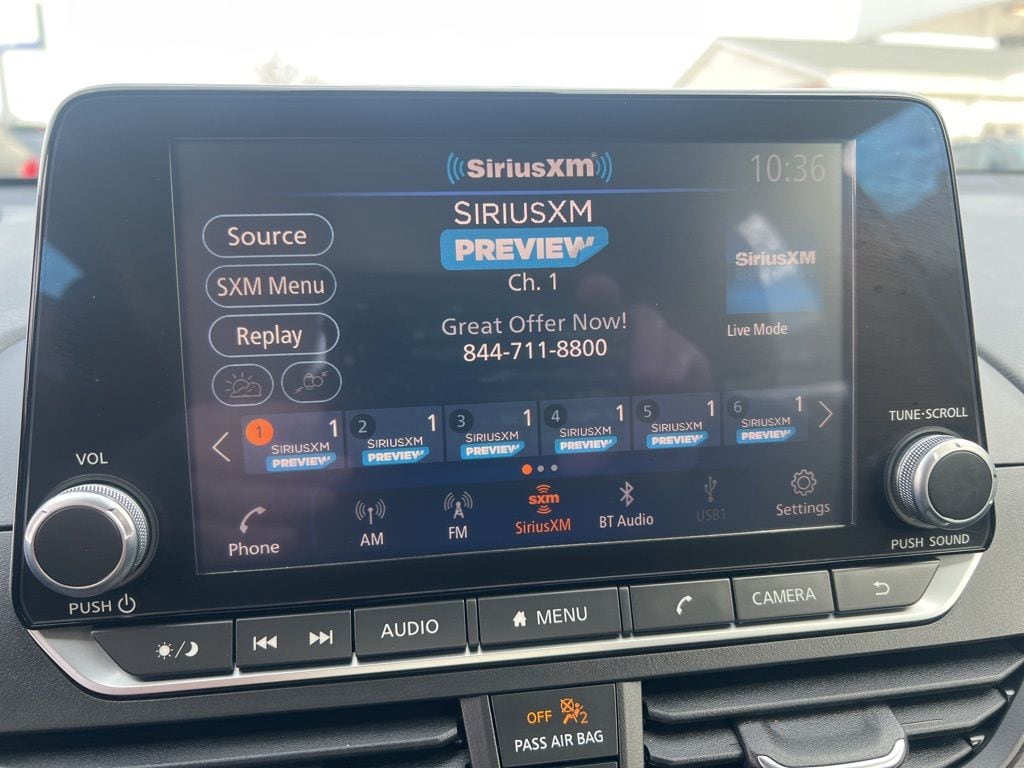 SiriusXM
10:36
SIRIUSXM
PREVIEW
Ch. 1
Great Offer Now!
844-711-8800
Source
SXM Menu
Replay
SiriusXM
Live Mode
1 1 SIRIUSXM PREVIEW
2 1 SIRIUSXM PREVIEW
3 1 SIRIUSXM PREVIEW
4 1 SIRIUSXM PREVIEW
5 1 SIRIUSXM PREVIEW
6 1 SIRIUSXM PREVIEW
Phone
AM
FM
sxm
SiriusXM
BT Audio
USB1
Settings
VOL
PUSH
TUNE·SCROLL
PUSH SOUND
AUDIO
MENU
CAMERA
OFF 2
PASS AIR BAG